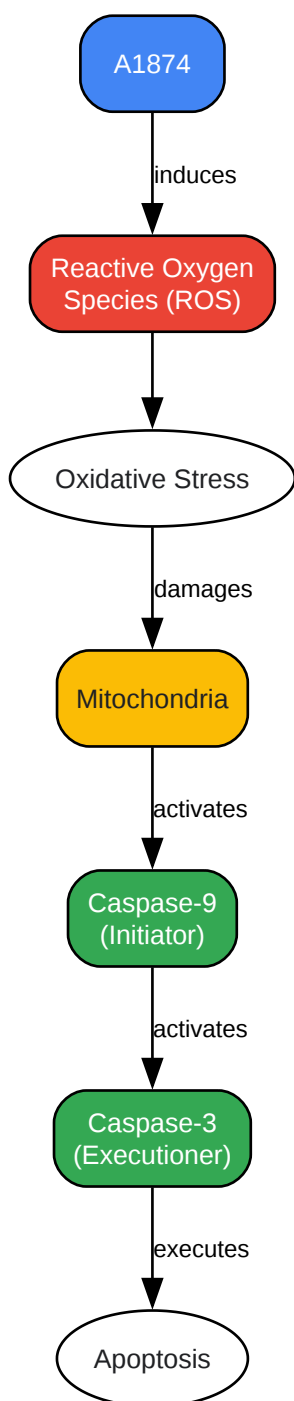 A1874
induces
Reactive Oxygen
Species (ROS)
Oxidative Stress
damages
Mitochondria
activates
Caspase-9
(Initiator)
activates
Caspase-3
(Executioner)
executes
Apoptosis